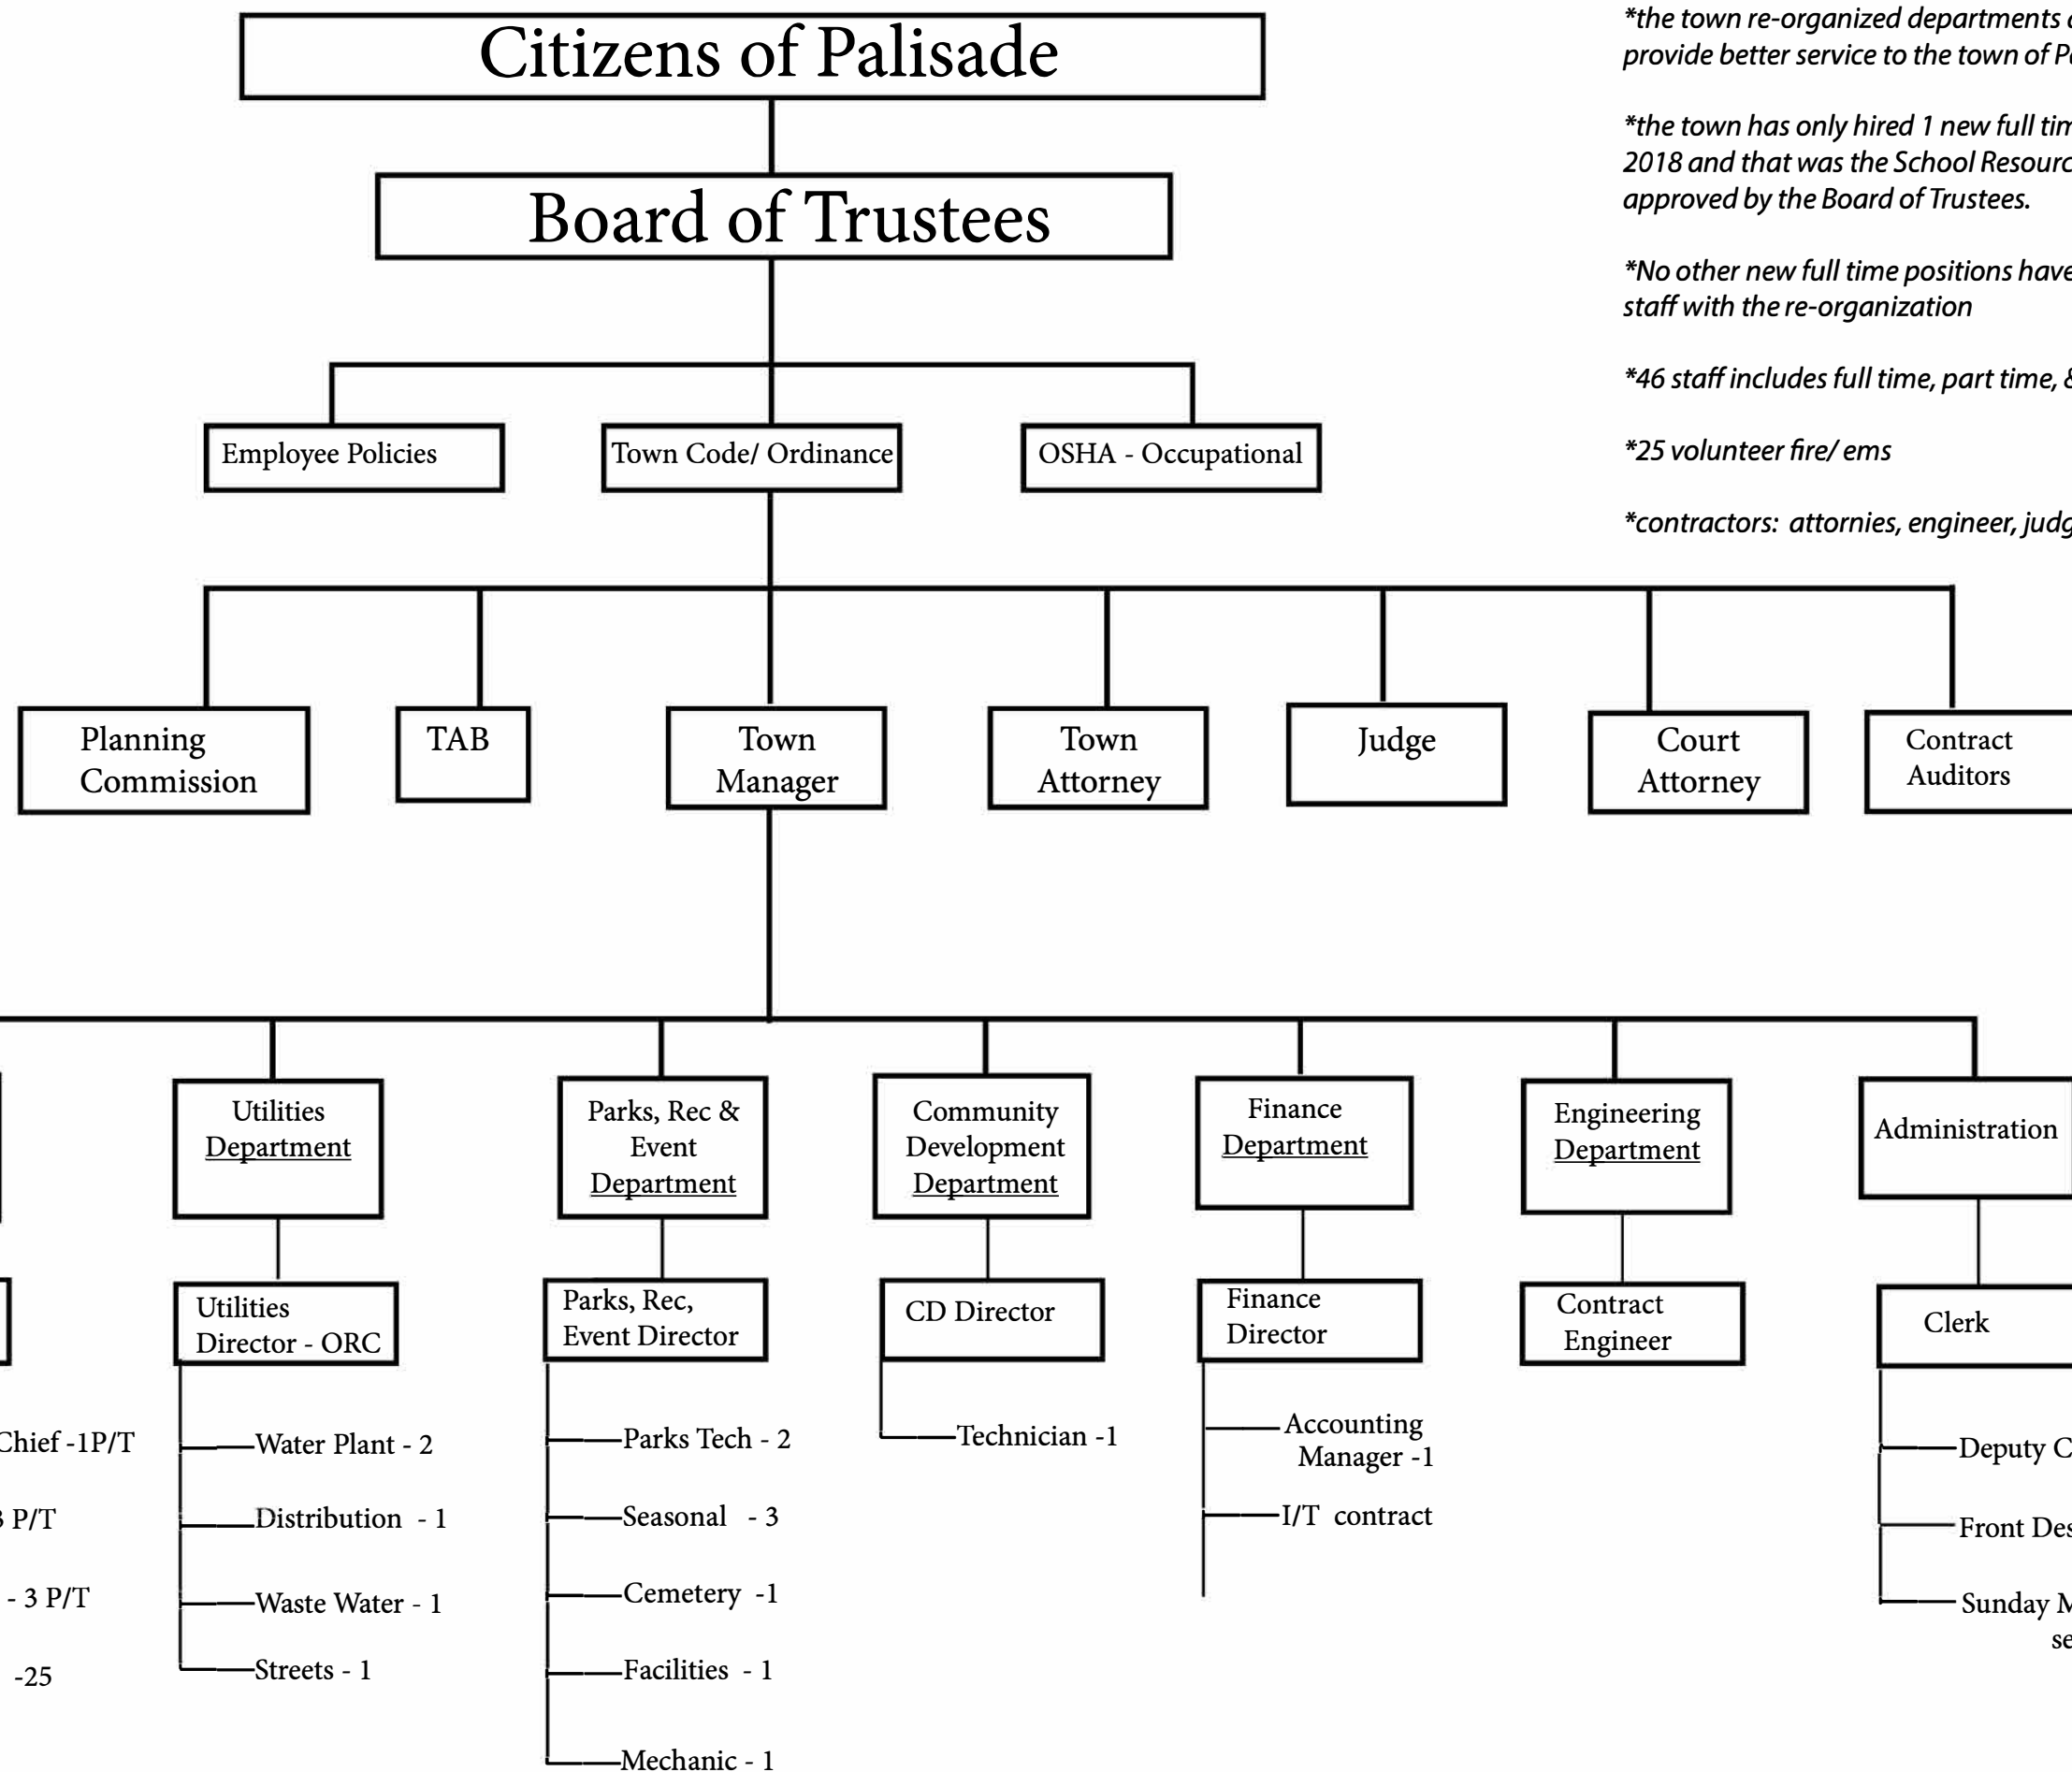 Citizens of Palisade
Board of Trustees
*the town re-organized departments
provide better service to the town of
*the town has only hired 1 new full
2018 and that was the School
approved by the Board of Trustees.
*No other new full time positions have
staff with the re-organization
*46 staff includes full time, part time, &
*25 volunteer fire/ ems
*contractors: attornies, engineer,
Employee Policies
Town Code/ Ordinance
OSHA - Occupational
Planning
Commission
TAB
Town
Manager
Town
Attorney
Judge
Court
Attorney
Contract
Auditors
Utilities
Department
Parks, Rec &
Event
Department
Community
Development
Department
Finance
Department
Engineering
Department
Administration
Utilities
Director - ORC
Parks, Rec,
Event Director
CD Director
Finance
Director
Contract
Engineer
Clerk
Chief -1P/T
P/T
- 3 P/T
-25
Water Plant - 2
Distribution - 1
Waste Water - 1
Streets - 1
Parks Tech - 2
Seasonal - 3
Cemetery -1
Facilities - 1
Mechanic - 1
Technician -1
Accounting
Manager -1
I/T contract
Deputy
Front
Sunday